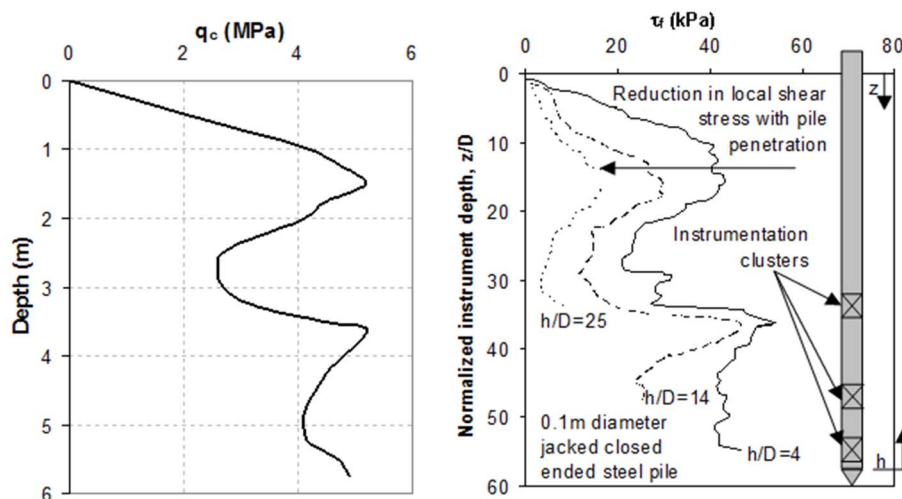 qc (MPa)
0 2 4 6
0
1
2
3
4
5
6
Depth (m)
τf (kPa)
0 20 40 60 80
0
10
20
30
40
50
60
Normalized instrument depth, z/D
Reduction in local shear
stress with pile
penetration
z
Instrumentation
clusters
h/D=25
h/D=14
0.1m diameter
jacked closed
ended steel pile
h/D=4
h